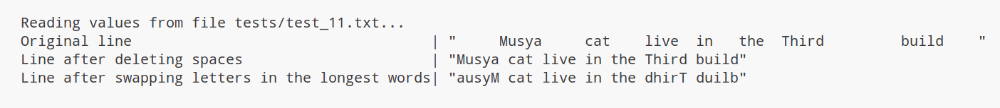 Reading values from file tests/test_11.txt...
Original line                                   | "     Musya     cat    live  in   the  Third         build    "
Line after deleting spaces                      | "Musya cat live in the Third build"
Line after swapping letters in the longest words| "ausyM cat live in the dhirT duilb"